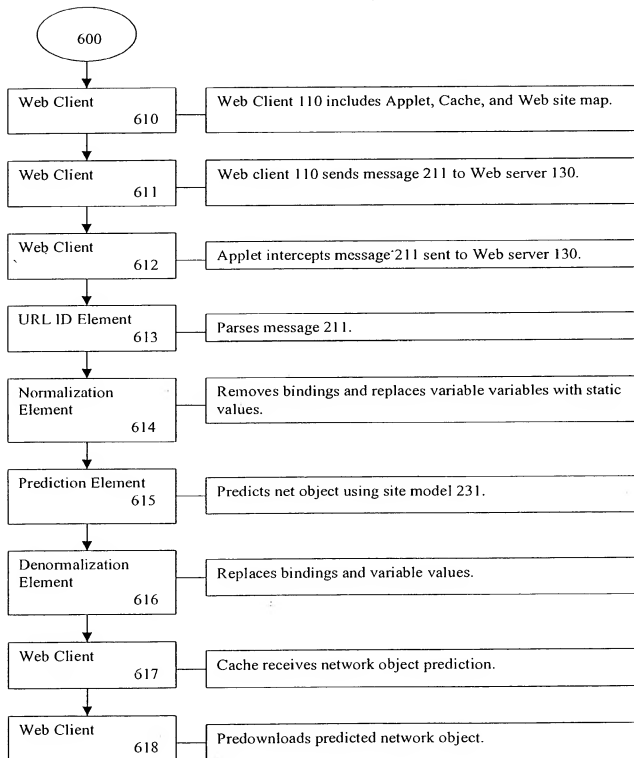 600
Web Client
610
Web Client 110 includes Applet, Cache, and Web site map.
Web Client
611
Web client 110 sends message 211 to Web server 130.
Web Client
612
Applet intercepts message 211 sent to Web server 130.
URL ID Element
613
Parses message 211.
Normalization
Element
614
Removes bindings and replaces variable variables with static
values.
Prediction Element
615
Predicts net object using site model 231.
Denormalization
Element
616
Replaces bindings and variable values.
Web Client
617
Cache receives network object prediction.
Web Client
618
Predownloads predicted network object.